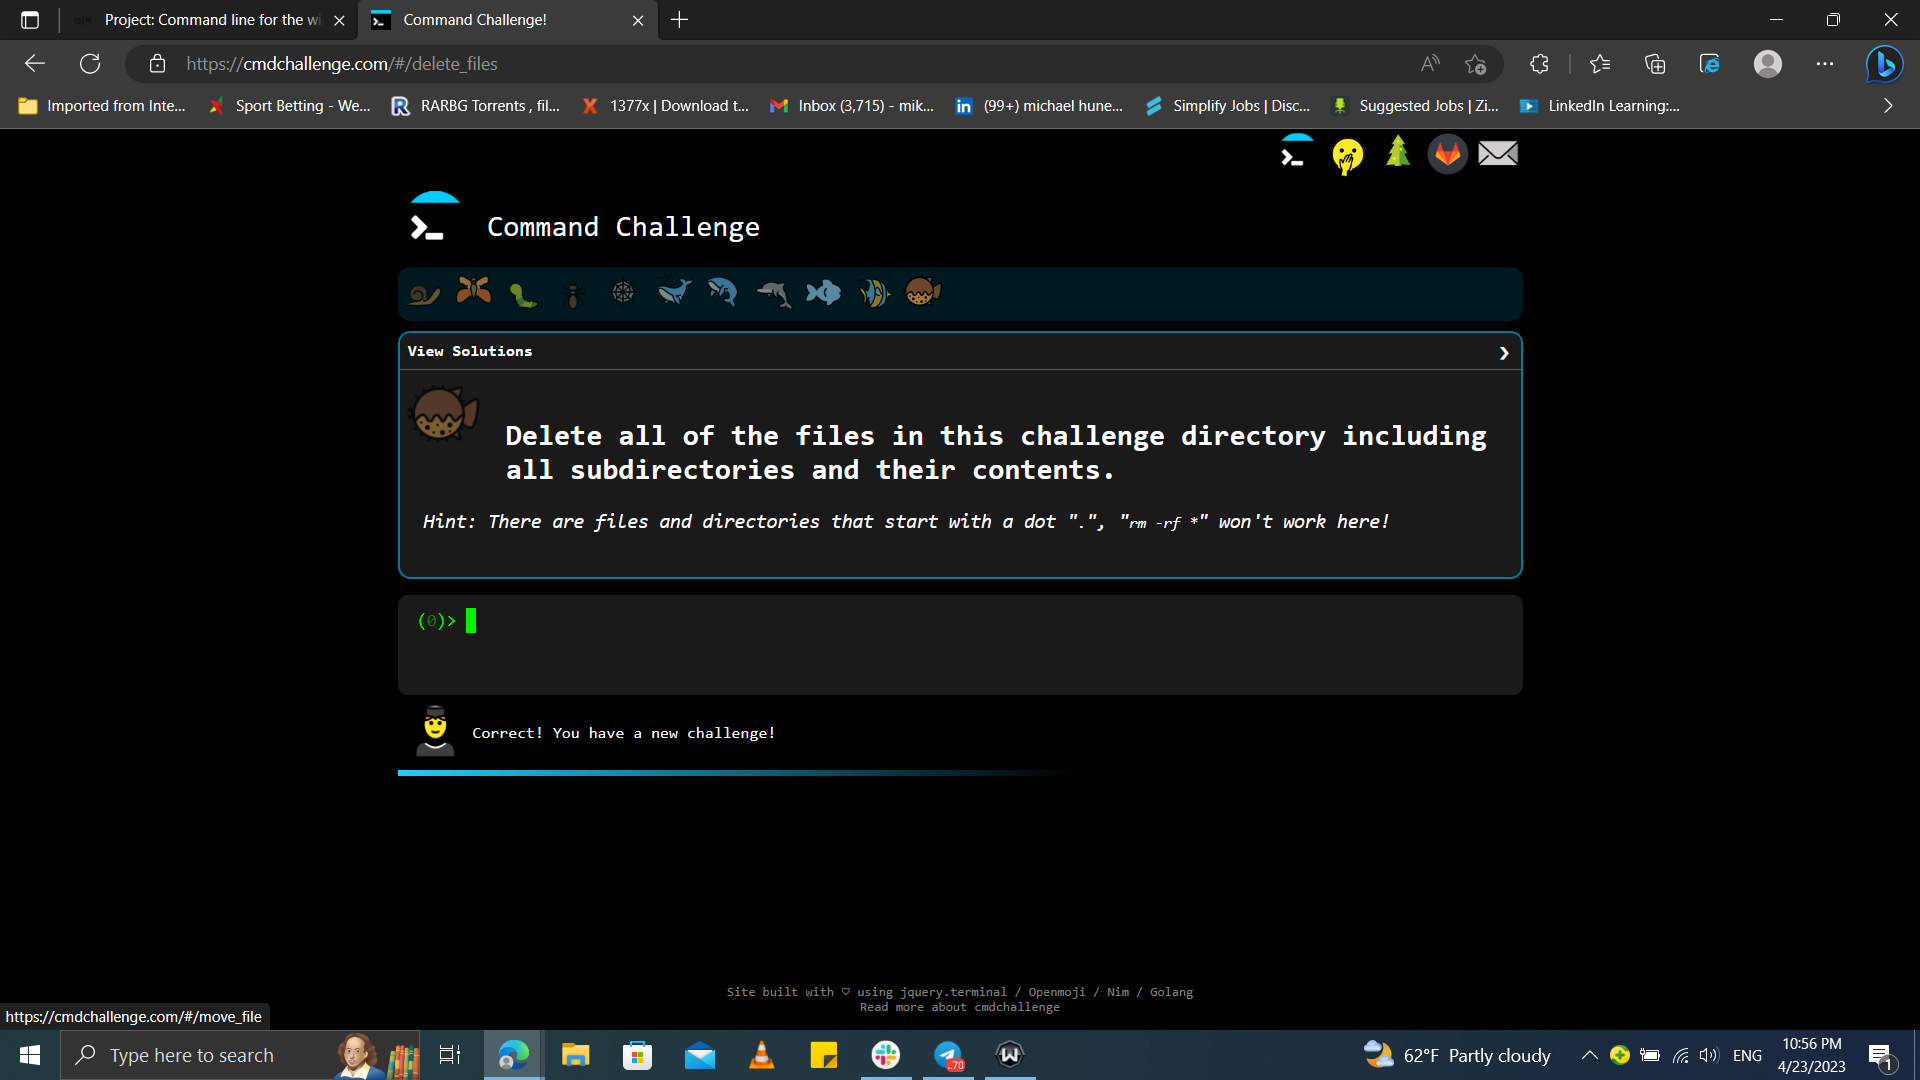 Project: Command line for the wi
Command Challenge!
https://cmdchallenge.com/#/delete_files
Imported from Inte...
Sport Betting - We...
RARBG Torrents , fil...
1377x | Download t...
Inbox (3,715) - mik...
(99+) michael hune...
Simplify Jobs | Disc...
Suggested Jobs | Zi...
LinkedIn Learning:...
Command Challenge
View Solutions
Delete all of the files in this challenge directory including
all subdirectories and their contents.
Hint: There are files and directories that start with a dot ".", "rm -rf *" won't work here!
(0)>
Correct! You have a new challenge!
Site built with ♡ using jquery.terminal / Openmoji / Nim / Golang
Read more about cmdchallenge
https://cmdchallenge.com/#/move_file
Type here to search
70
62°F Partly cloudy
ENG
10:56 PM
4/23/2023
1